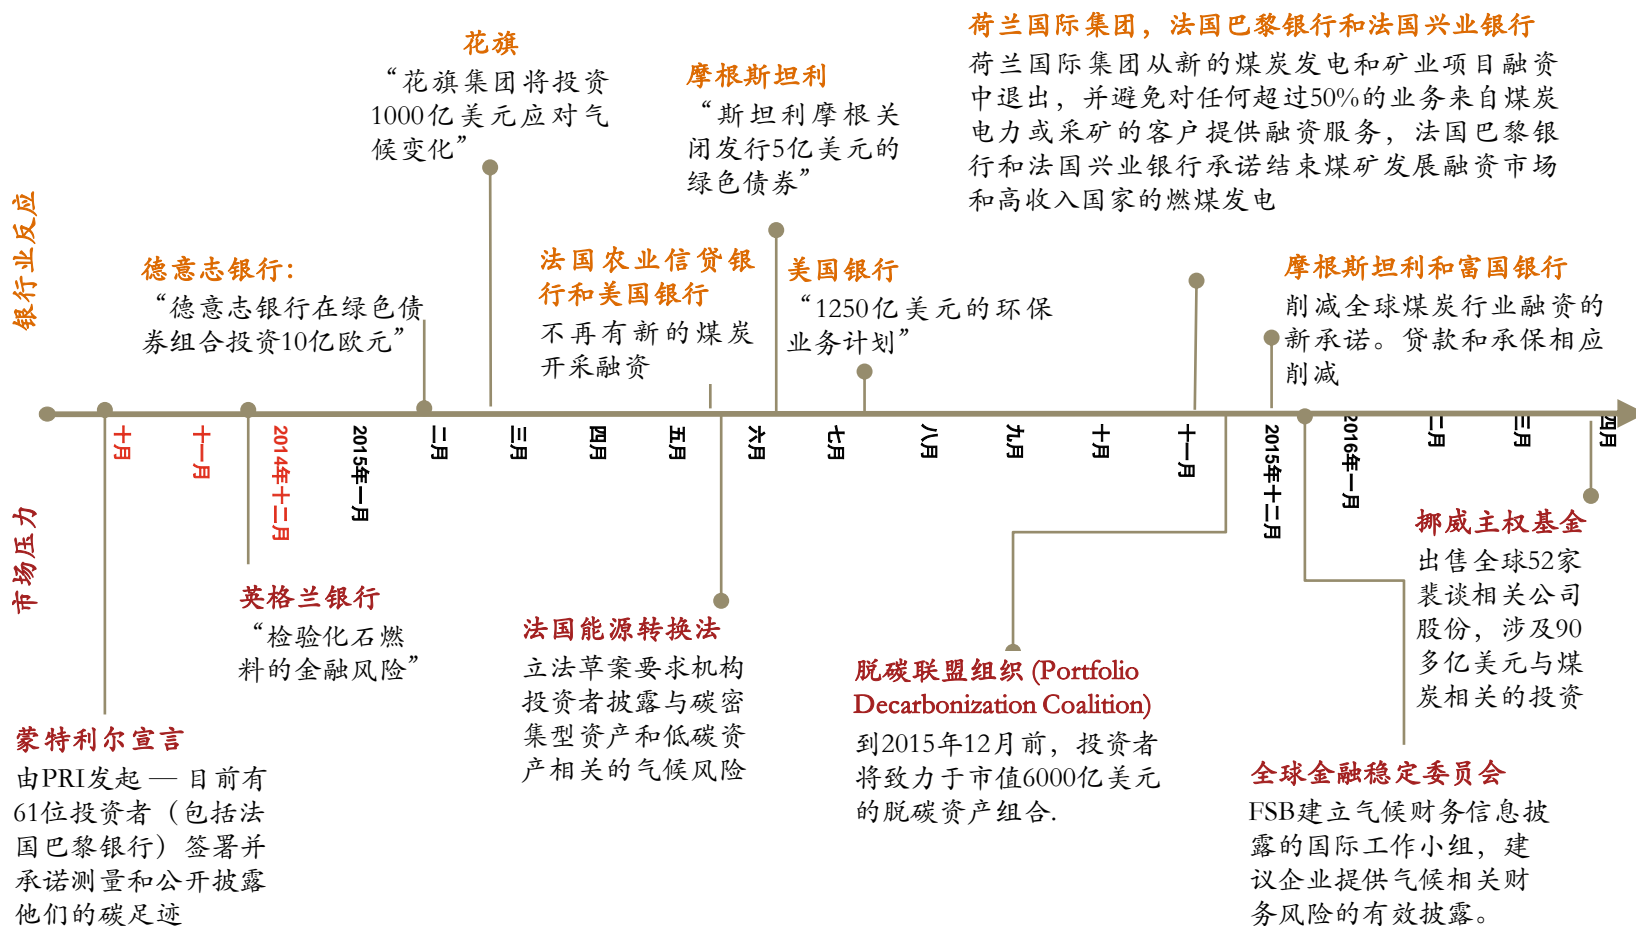 银行业反应
花旗
“花旗集团将投资
1000亿美元应对气
候变化”
摩根斯坦利
“斯坦利摩根关
闭发行5亿美元的
绿色债券”
荷兰国际集团，法国巴黎银行和法国兴业银行
荷兰国际集团从新的煤炭发电和矿业项目融资
中退出，并避免对任何超过50%的业务来自煤炭
电力或采矿的客户提供融资服务，法国巴黎银
行和法国兴业银行承诺结束煤矿发展融资市场
和高收入国家的燃煤发电
德意志银行：
“德意志银行在绿色债
券组合投资10亿欧元”
法国农业信贷银
行和美国银行
不再有新的煤炭
开采融资
美国银行
“1250亿美元的环保
业务计划”
摩根斯坦利和富国银行
削减全球煤炭行业融资的
新承诺。贷款和承保相应
削减
十月
十一月
2014年十二月
2015年一月
二月
三月
四月
五月
六月
七月
八月
九月
十月
十一月
2015年十二月
2016年一月
二月
三月
四月
市场压力
蒙特利尔宣言
由PRI发起 — 目前有
61位投资者（包括法
国巴黎银行）签署并
承诺测量和公开披露
他们的碳足迹
英格兰银行
“检验化石燃
料的金融风险”
法国能源转换法
立法草案要求机构
投资者披露与碳密
集型资产和低碳资
产相关的气候风险
脱碳联盟组织 (Portfolio
Decarbonization Coalition)
到2015年12月前，投资者
将致力于市值6000亿美元
的脱碳资产组合.
全球金融稳定委员会
FSB建立气候财务信息披
露的国际工作小组，建
议企业提供气候相关财
务风险的有效披露。
挪威主权基金
出售全球52家
裴谈相关公司
股份，涉及90
多亿美元与煤
炭相关的投资